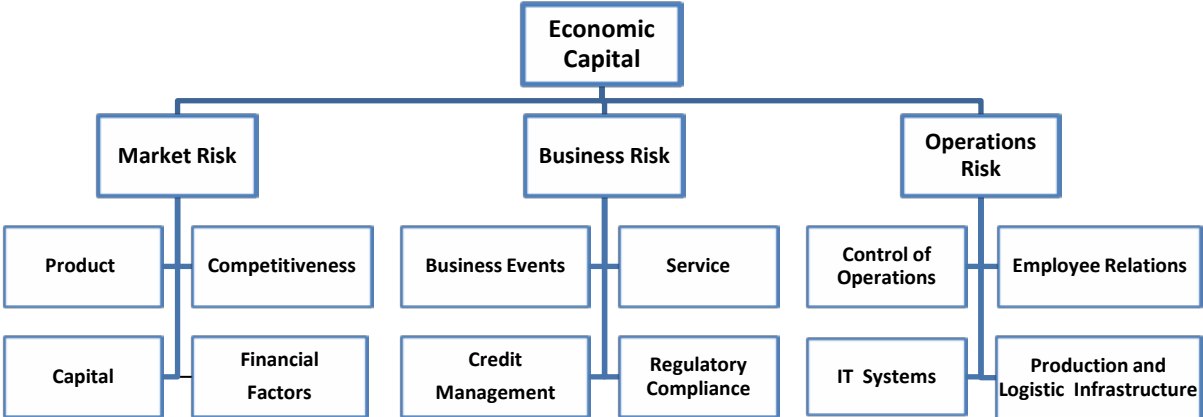 Economic
Capital
Market Risk
Business Risk
Operations
Risk
Product
Competitiveness
Business Events
Service
Control of
Operations
Employee Relations
Capital
Financial
Factors
Credit
Management
Regulatory
Compliance
IT Systems
Production and
Logistic Infrastructure